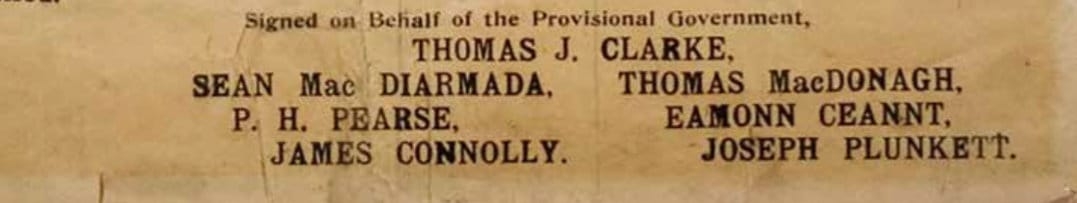 Signed on Behalf of the Provisional Government,
THOMAS J. CLARKE,
SEAN Mac DIARMADA, THOMAS MacDONAGH,
P. H. PEARSE, EAMONN CEANNT,
JAMES CONNOLLY. JOSEPH PLUNKETT.